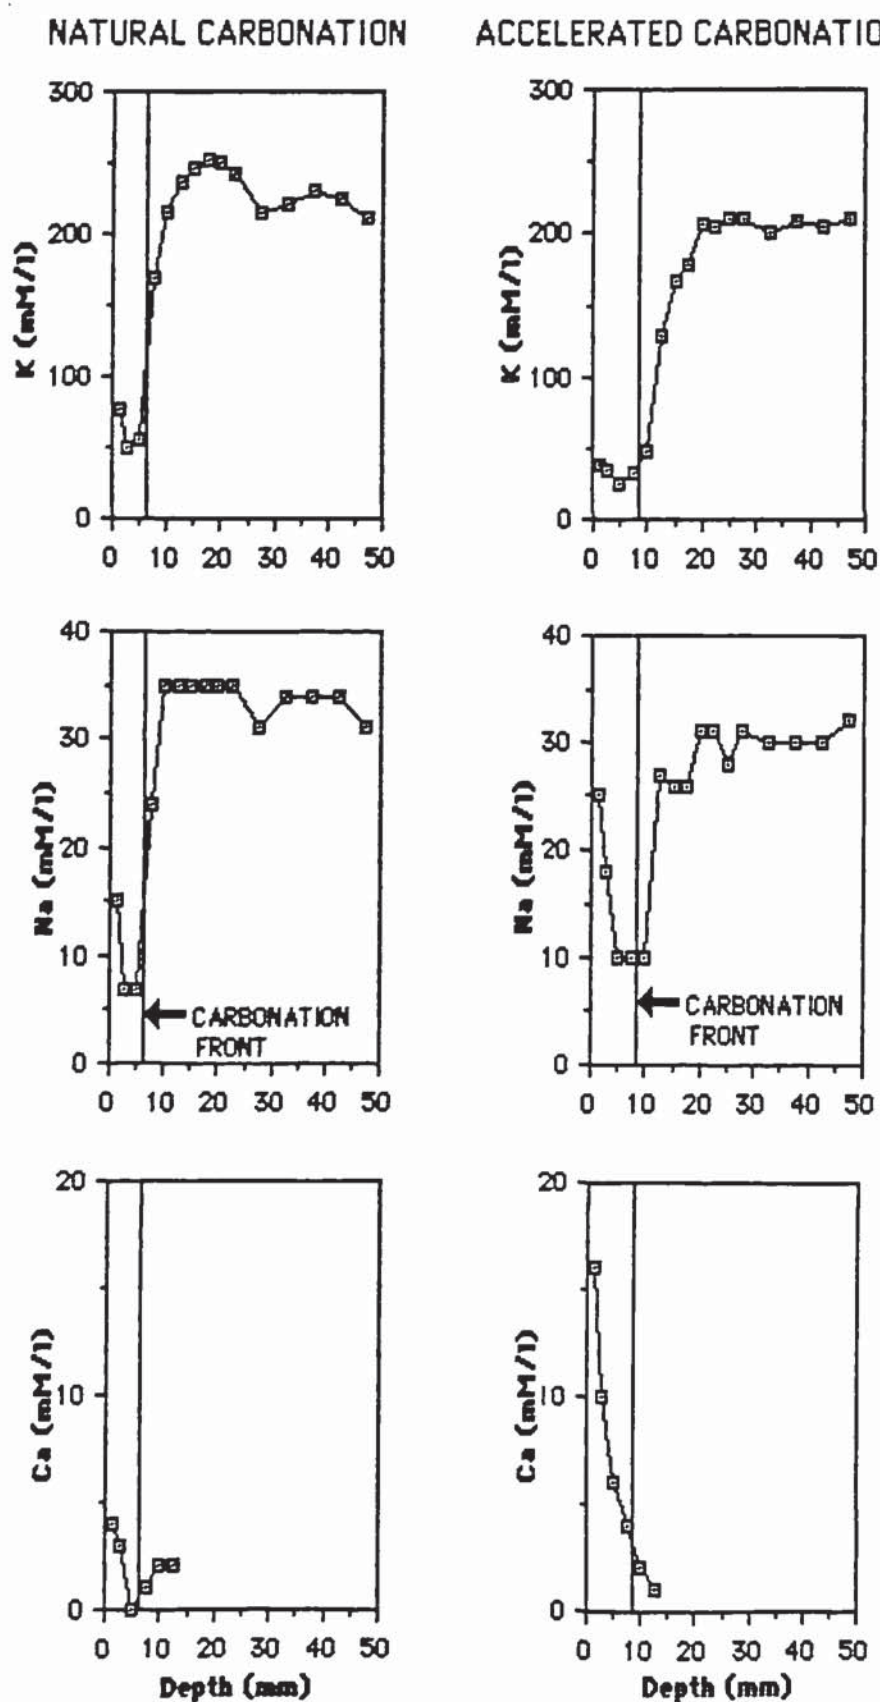 NATURAL CARBONATION
ACCELERATED CARBONATIO
300
200
100
0
K (mM/l)
0 10 20 30 40 50
300
200
100
0
K (mM/l)
0 10 20 30 40 50
40
30
20
10
0
Na (mM/l)
CARBONATION
FRONT
0 10 20 30 40 50
40
30
20
10
0
Na (mM/l)
CARBONATION
FRONT
0 10 20 30 40 50
20
10
0
Ca (mM/l)
0 10 20 30 40 50
Depth (mm)
20
10
0
Ca (mM/l)
0 10 20 30 40 50
Depth (mm)